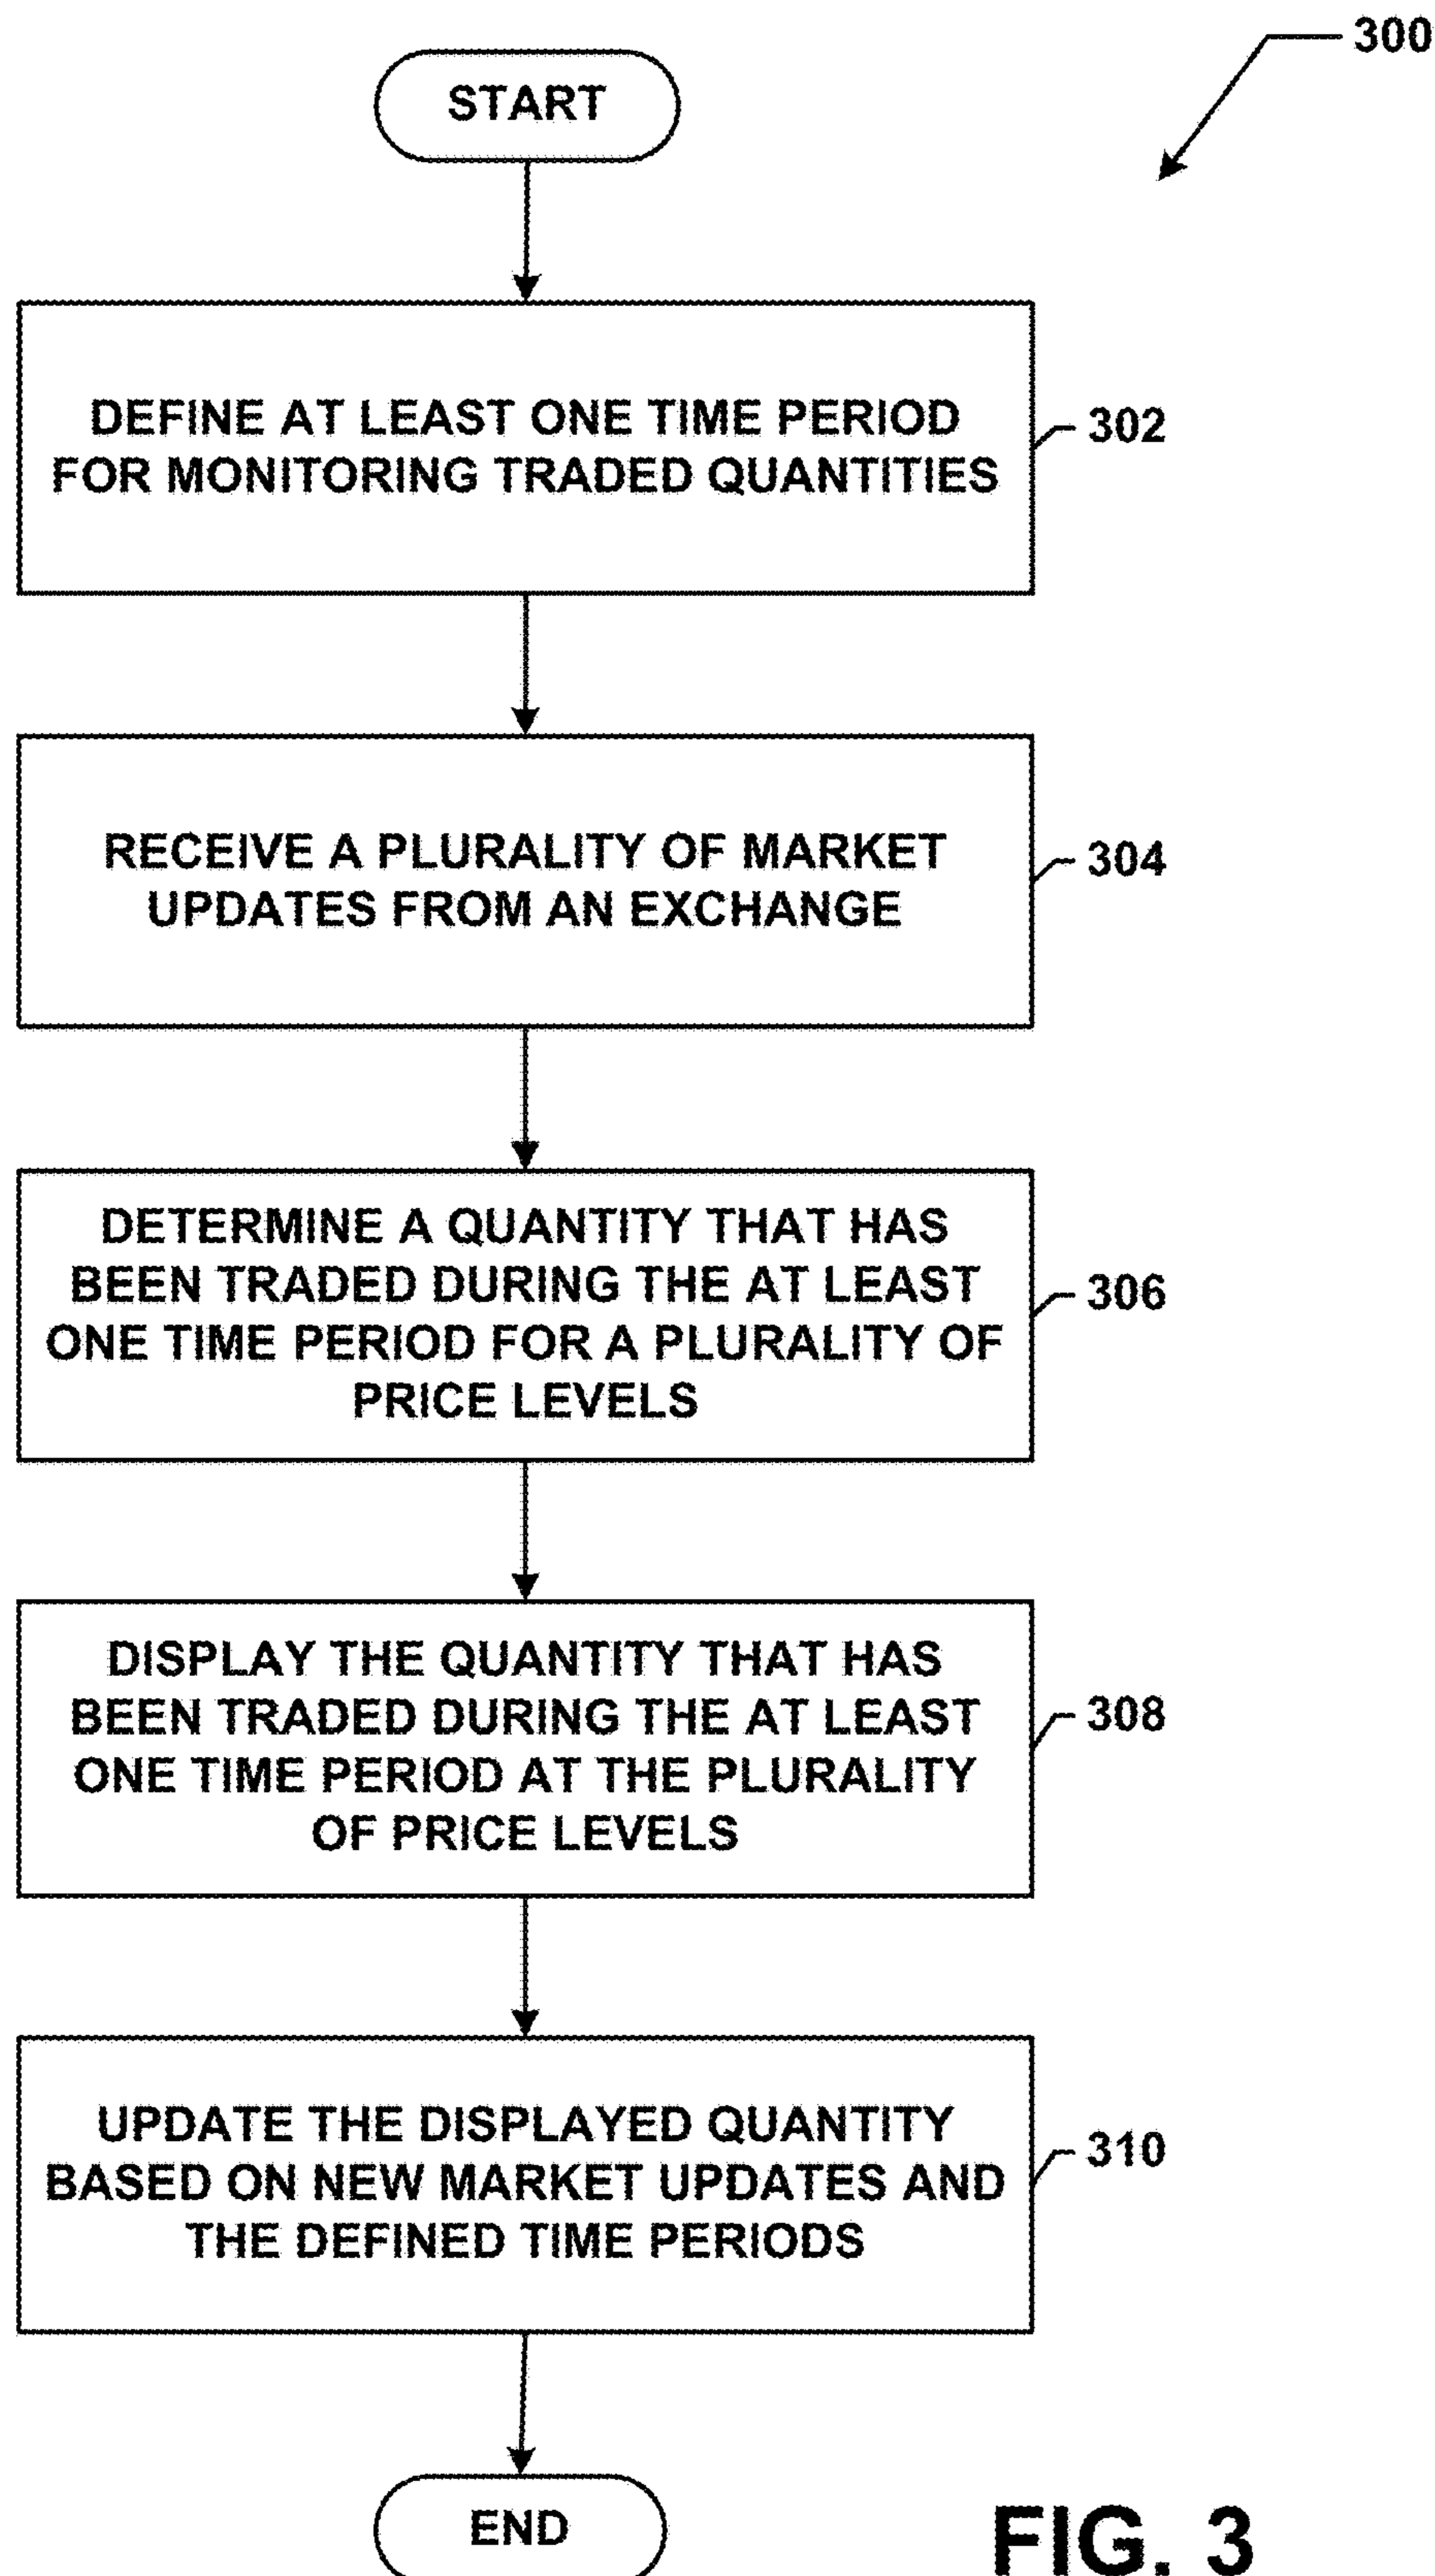 300
START
DEFINE AT LEAST ONE TIME PERIOD
FOR MONITORING TRADED QUANTITIES
302
RECEIVE A PLURALITY OF MARKET
UPDATES FROM AN EXCHANGE
304
DETERMINE A QUANTITY THAT HAS
BEEN TRADED DURING THE AT LEAST
ONE TIME PERIOD FOR A PLURALITY OF
PRICE LEVELS
306
DISPLAY THE QUANTITY THAT HAS
BEEN TRADED DURING THE AT LEAST
ONE TIME PERIOD AT THE PLURALITY
OF PRICE LEVELS
308
UPDATE THE DISPLAYED QUANTITY
BASED ON NEW MARKET UPDATES AND
THE DEFINED TIME PERIODS
310
END
FIG. 3